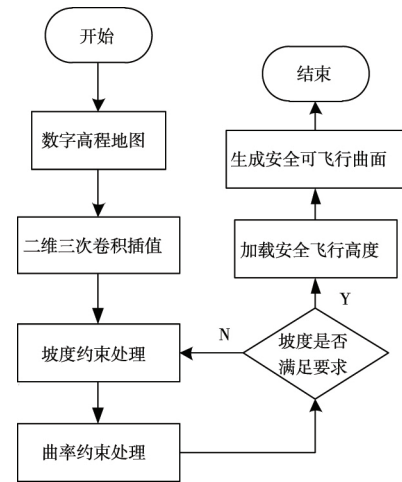 开始
数字高程地图
二维三次卷积插值
坡度约束处理
曲率约束处理
坡度是否
满足要求
N
Y
加载安全飞行高度
生成安全可飞行曲面
结束